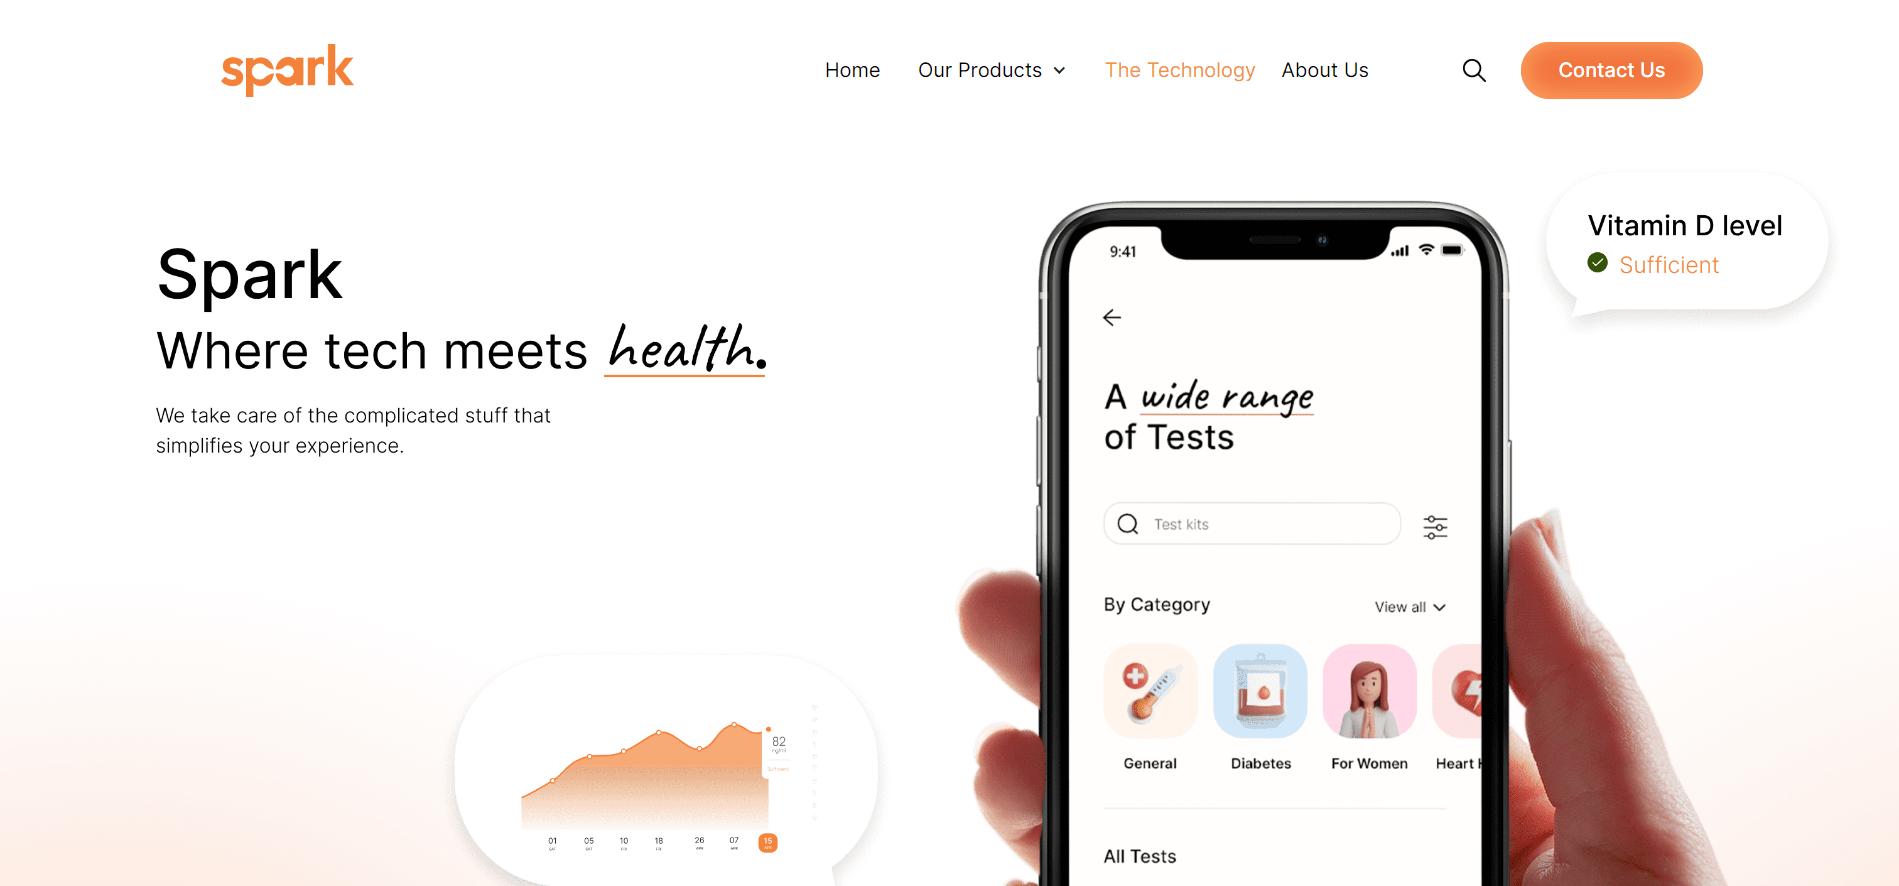 spark
Home
Our Products
The Technology
About Us
Contact Us
Spark
Where tech meets health.
We take care of the complicated stuff that
simplifies your experience.
Vitamin D level
Sufficient
9:41
A wide range
of Tests
Test kits
By Category
View all
General
Diabetes
For Women
Heart
All Tests
82
ng/ml
01 05 10 18 26 07 15